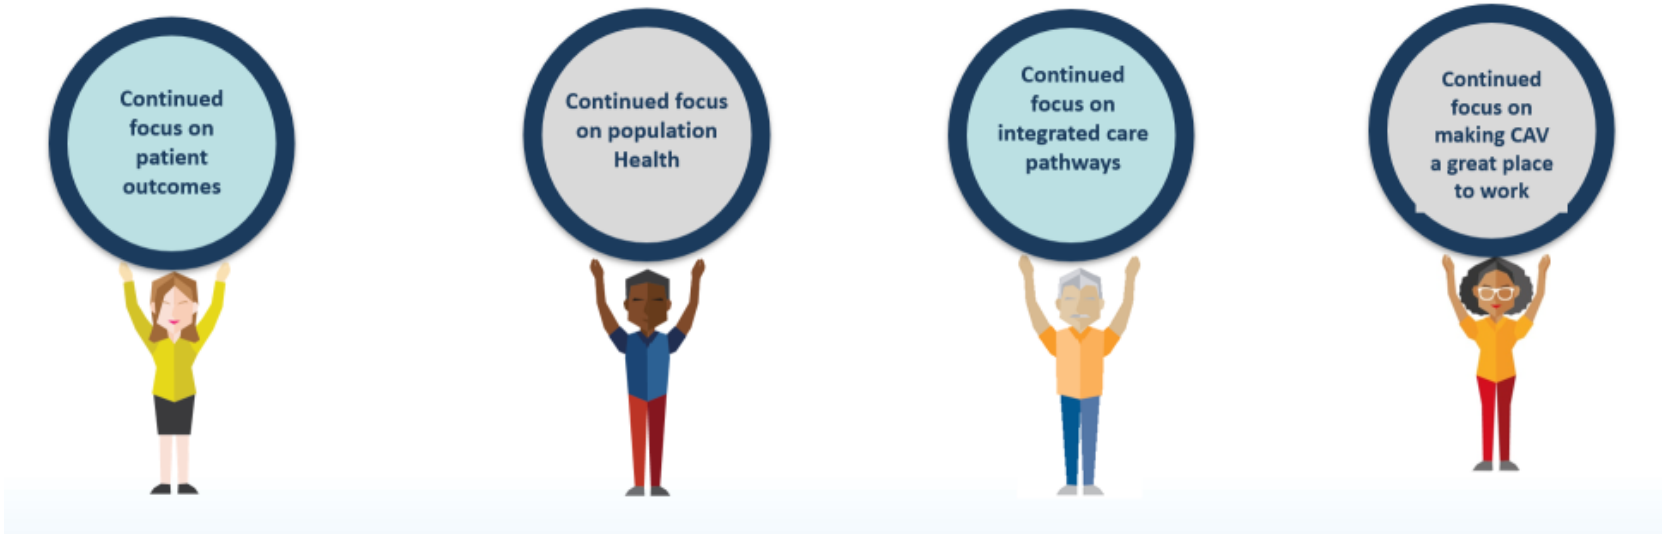 Continued
focus on
patient
outcomes
Continued focus
on population
Health
Continued
focus on
integrated care
pathways
Continued
focus on
making CAV
a great place
to work